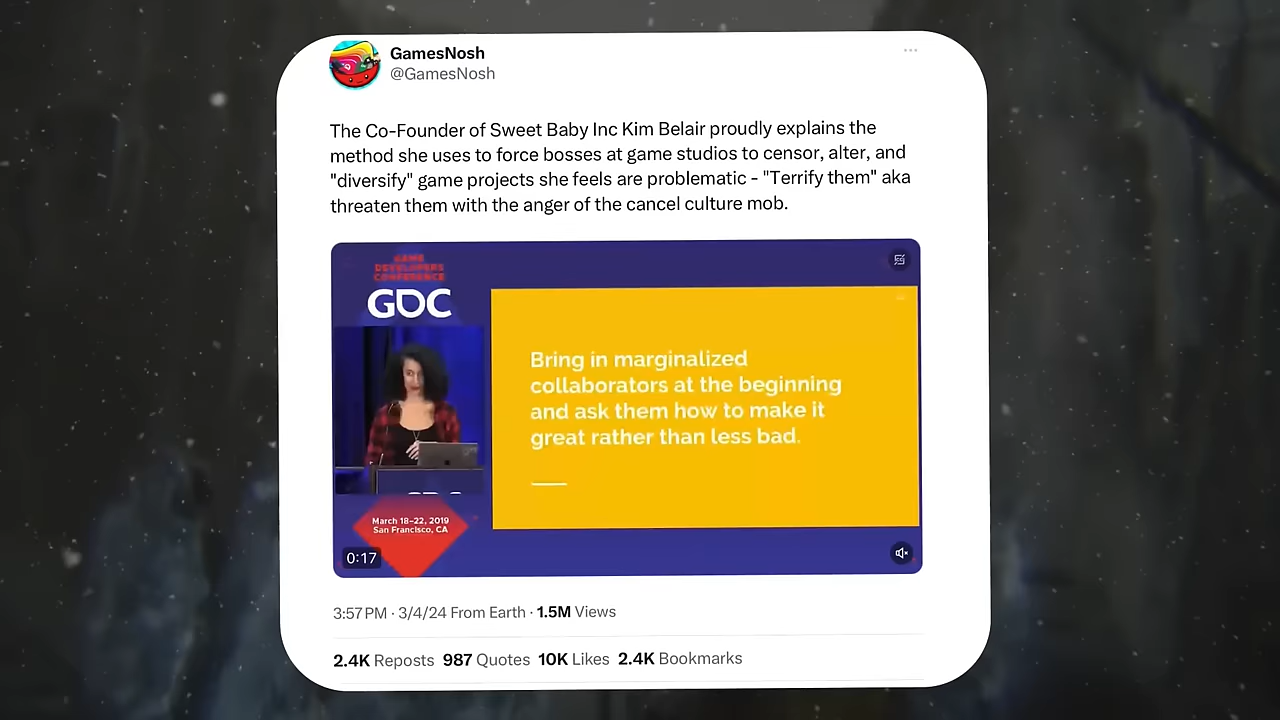 GamesNosh
@GamesNosh
The Co-Founder of Sweet Baby Inc Kim Belair proudly explains the
method she uses to force bosses at game studios to censor, alter, and
"diversify" game projects she feels are problematic - "Terrify them" aka
threaten them with the anger of the cancel culture mob.
GAME
DEVELOPERS
CONFERENCE
GDC
Bring in marginalized
collaborators at the beginning
and ask them how to make it
great rather than less bad.
March 18-22, 2019
San Francisco, CA
0:17
3:57 PM · 3/4/24 From Earth · 1.5M Views
2.4K Reposts 987 Quotes 10K Likes 2.4K Bookmarks